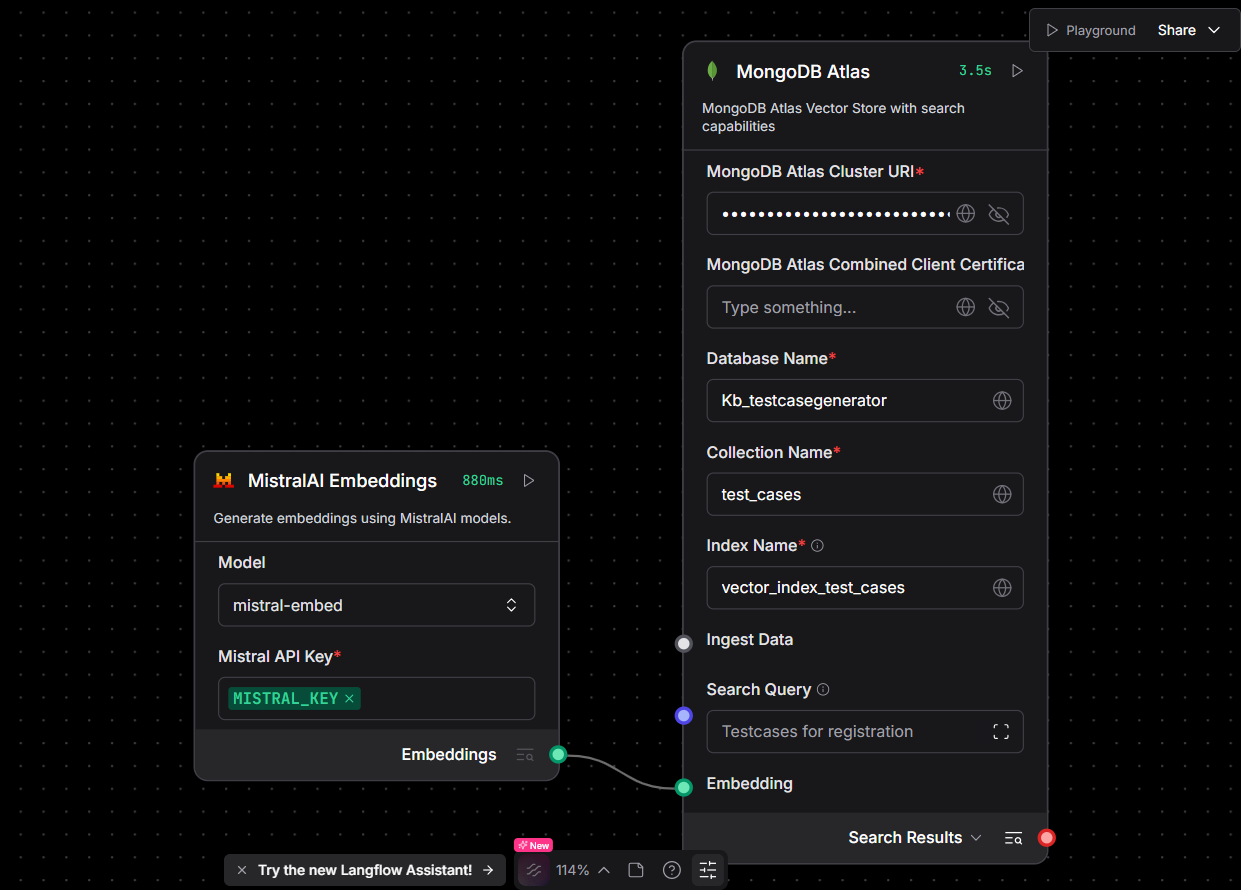 Playground
Share
MongoDB Atlas
3.5s
MongoDB Atlas Vector Store with search
capabilities
MongoDB Atlas Cluster URI*
MongoDB Atlas Combined Client Certifica
Type something...
Database Name*
Kb_testcasegenerator
Collection Name*
test_cases
Index Name*
vector_index_test_cases
Ingest Data
Search Query
Testcases for registration
Embedding
Search Results
MistralAI Embeddings
880ms
Generate embeddings using MistralAI models.
Model
mistral-embed
Mistral API Key*
MISTRAL_KEY ×
Embeddings
× Try the new Langflow Assistant! →
New
114%